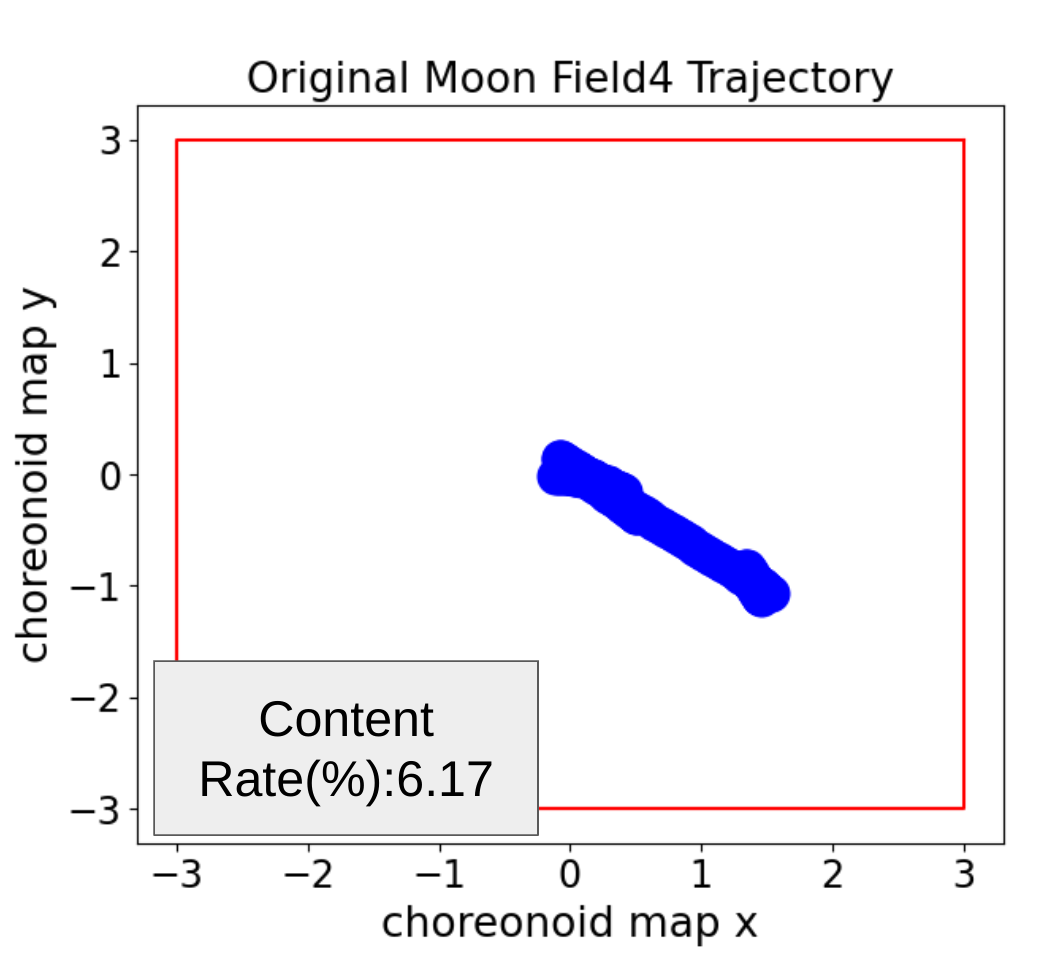 Original Moon Field4 Trajectory
choreonoid map y
3
2
1
0
−1
−2
−3
Content
Rate(%):6.17
−3 −2 −1 0 1 2 3
choreonoid map x